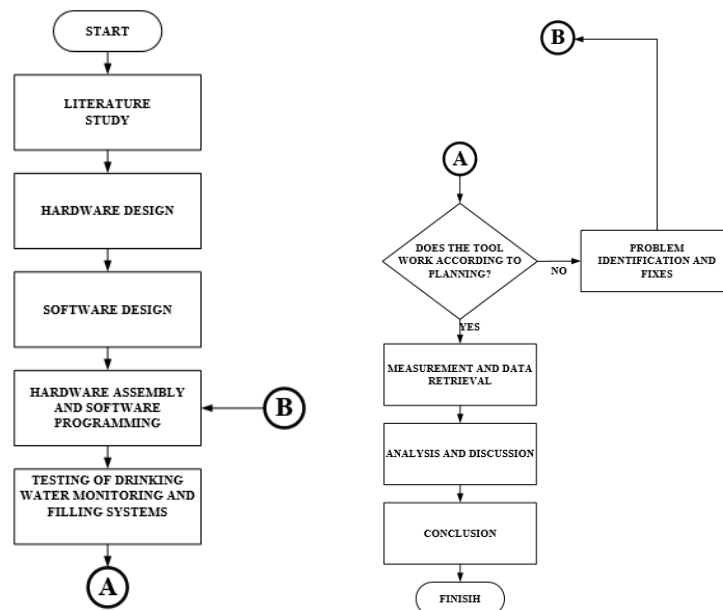 START
LITERATURE
STUDY
HARDWARE DESIGN
SOFTWARE DESIGN
HARDWARE ASSEMBLY
AND SOFTWARE
PROGRAMMING
B
TESTING OF DRINKING
WATER MONITORING AND
FILLING SYSTEMS
A
B
A
DOES THE TOOL
WORK ACCORDING TO
PLANNING?
NO
PROBLEM
IDENTIFICATION AND
FIXES
YES
MEASUREMENT AND DATA
RETRIEVAL
ANALYSIS AND DISCUSSION
CONCLUSION
FINISIH